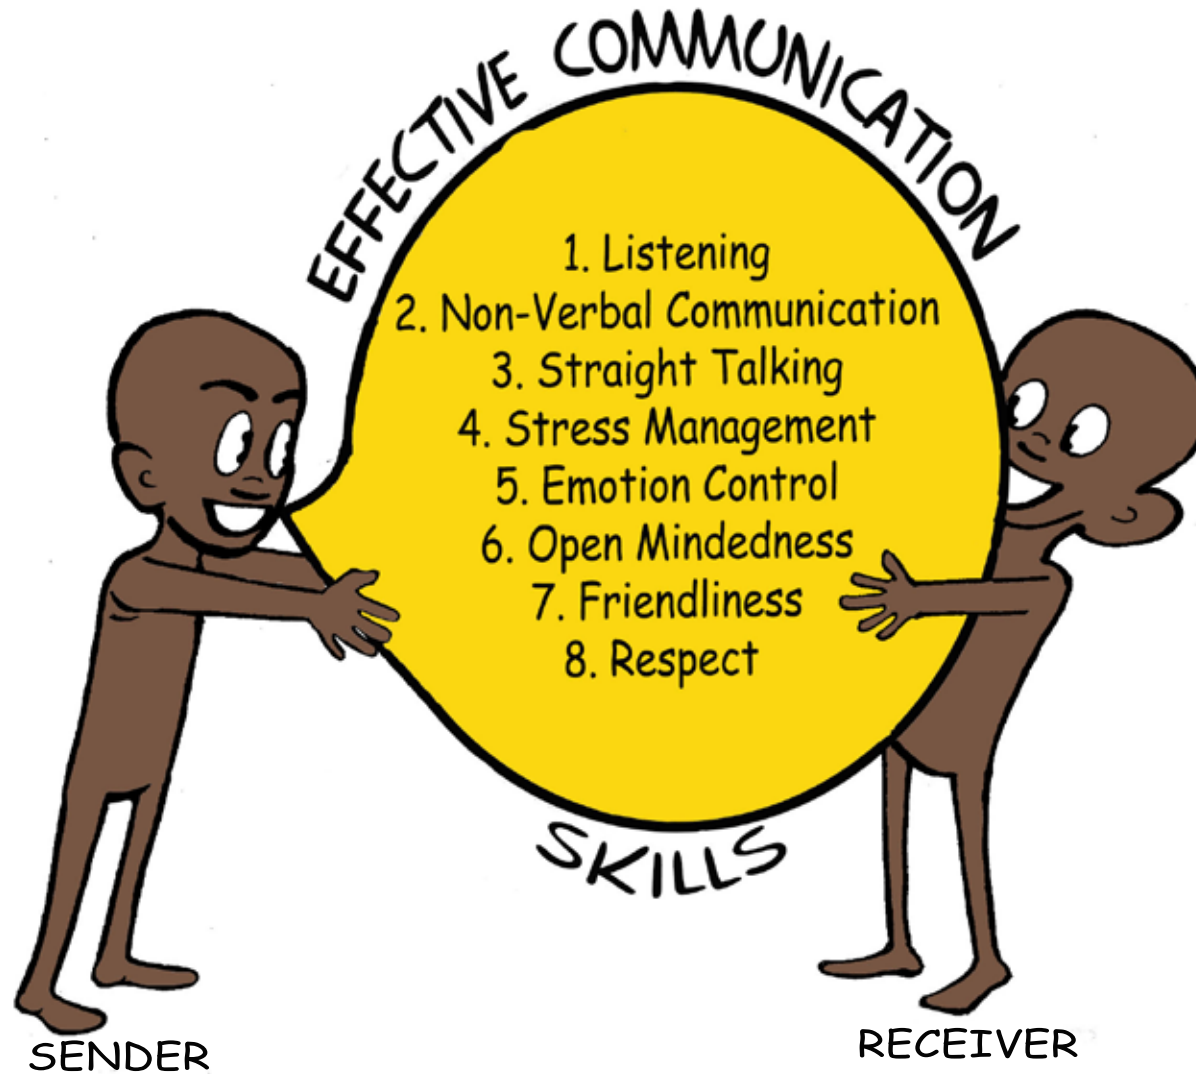 EFFECTIVE COMMUNICATION
1. Listening
2. Non-Verbal Communication
3. Straight Talking
4. Stress Management
5. Emotion Control
6. Open Mindedness
7. Friendliness
8. Respect
SKILLS
SENDER
RECEIVER